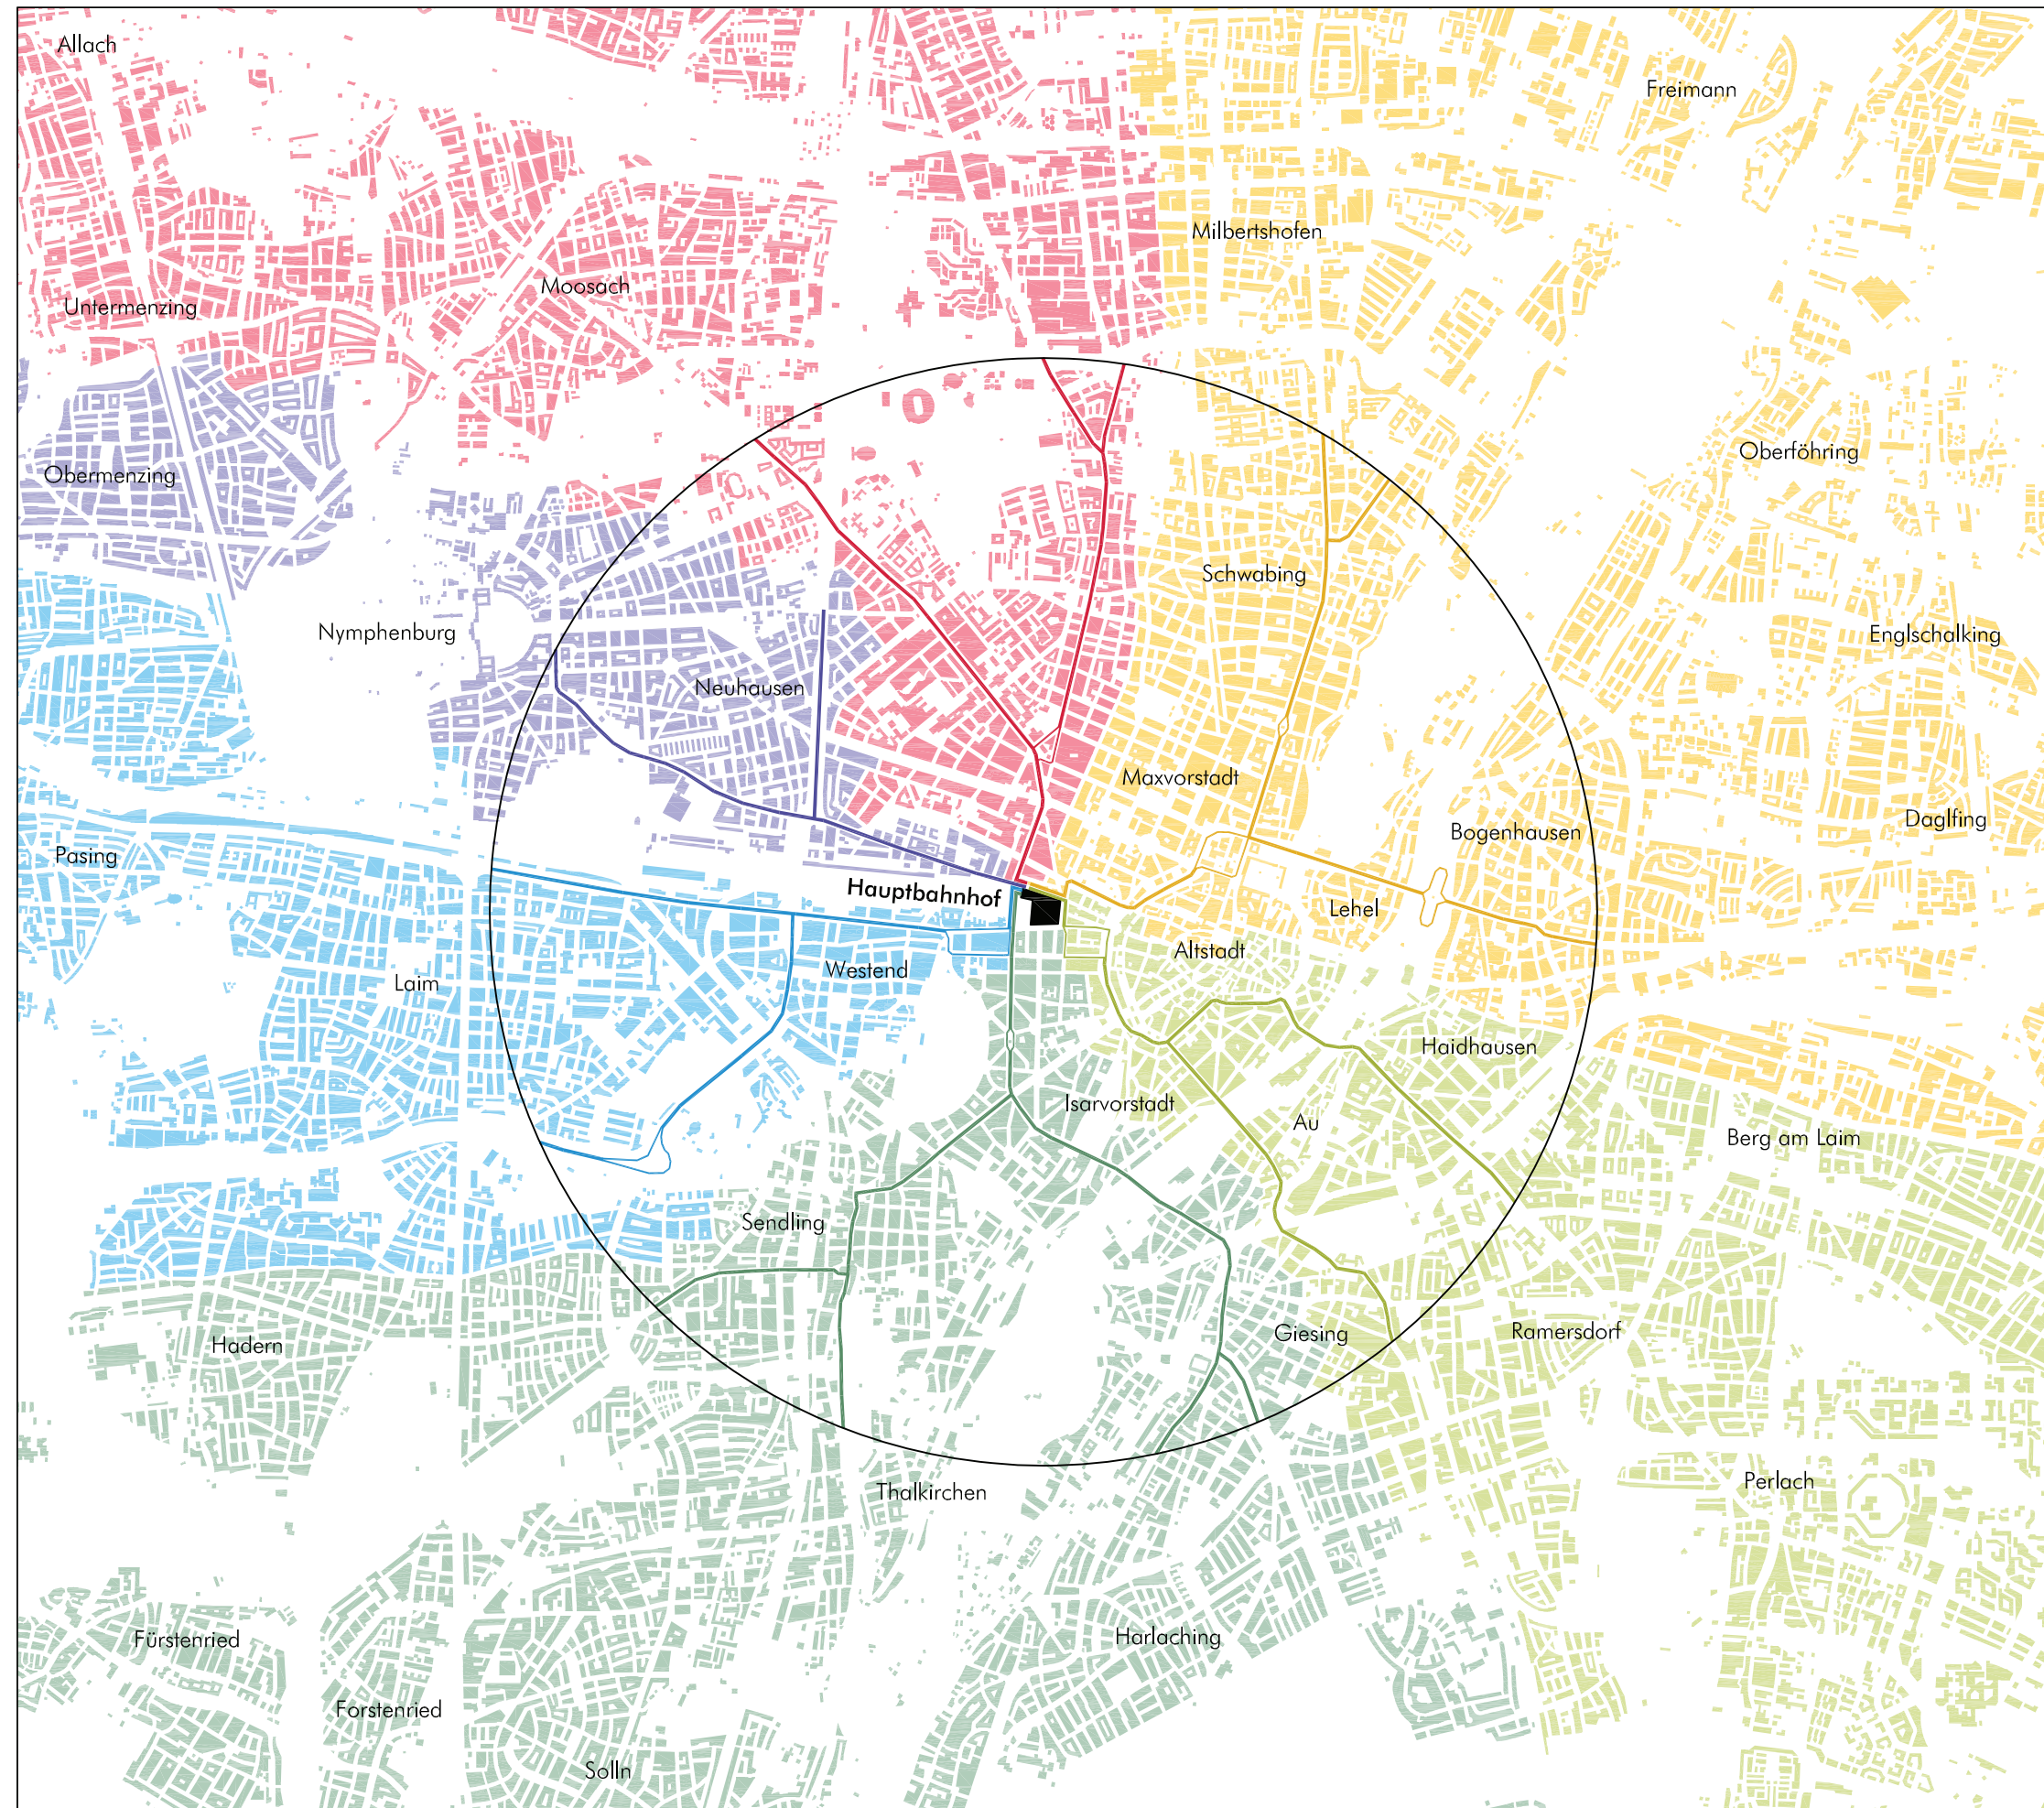 Allach
Freimann
Milbertshofen
Moosach
Untermenzing
Oberföhring
Obermenzing
Schwabing
Nymphenburg
Englschalking
Neuhausen
Maxvorstadt
Daglfing
Bogenhausen
Pasing
Hauptbahnhof
Lehel
Altstadt
Westend
Laim
Haidhausen
Isarvorstadt
Au
Berg am Laim
Sendling
Ramersdorf
Giesing
Hadern
Perlach
Thalkirchen
Harlaching
Fürstenried
Forstenried
Solln